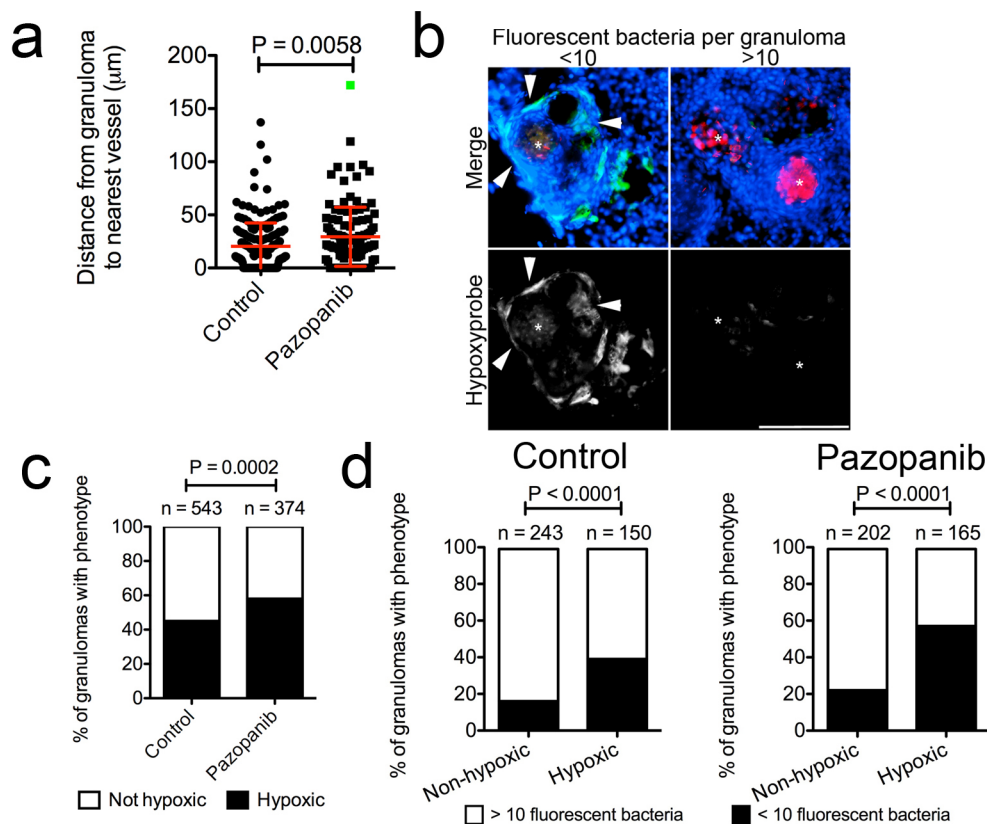 a
P = 0.0058
Distance from granuloma
to nearest vessel (μm)
200
150
100
50
0
Control
Pazopanib
b
Fluorescent bacteria per granuloma
<10
>10
Merge
Hypoxyprobe
*
*
*
*
*
*
c
P = 0.0002
n = 543
n = 374
% of granulomas with phenotype
100
80
60
40
20
0
Control
Pazopanib
Not hypoxic
Hypoxic
d
Control
P < 0.0001
n = 243
n = 150
% of granulomas with phenotype
100
80
60
40
20
0
Non-hypoxic
Hypoxic
Pazopanib
P < 0.0001
n = 202
n = 165
% of granulomas with phenotype
100
80
60
40
20
0
Non-hypoxic
Hypoxic
> 10 fluorescent bacteria
< 10 fluorescent bacteria